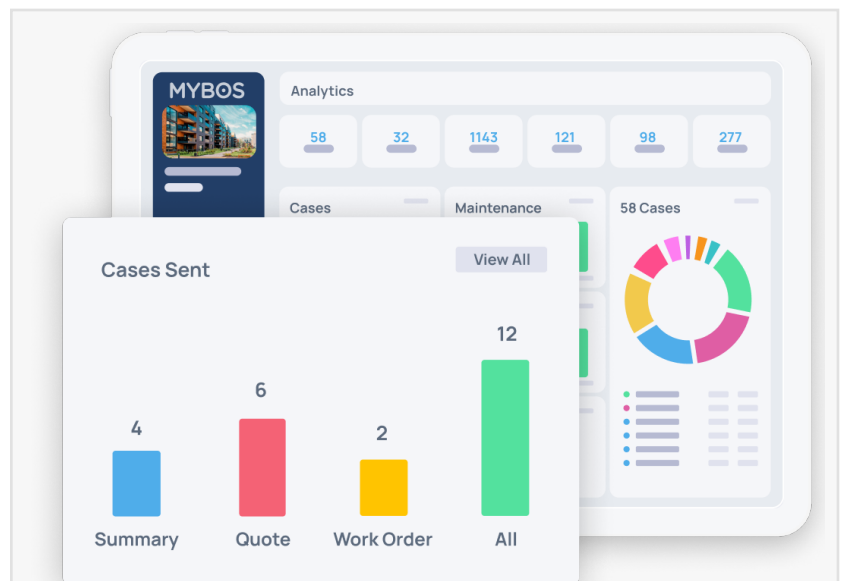 MYBOS
Analytics
58
32
1143
121
98
277
Cases
Maintenance
58 Cases
Cases Sent
View All
4
6
2
12
Summary
Quote
Work Order
All